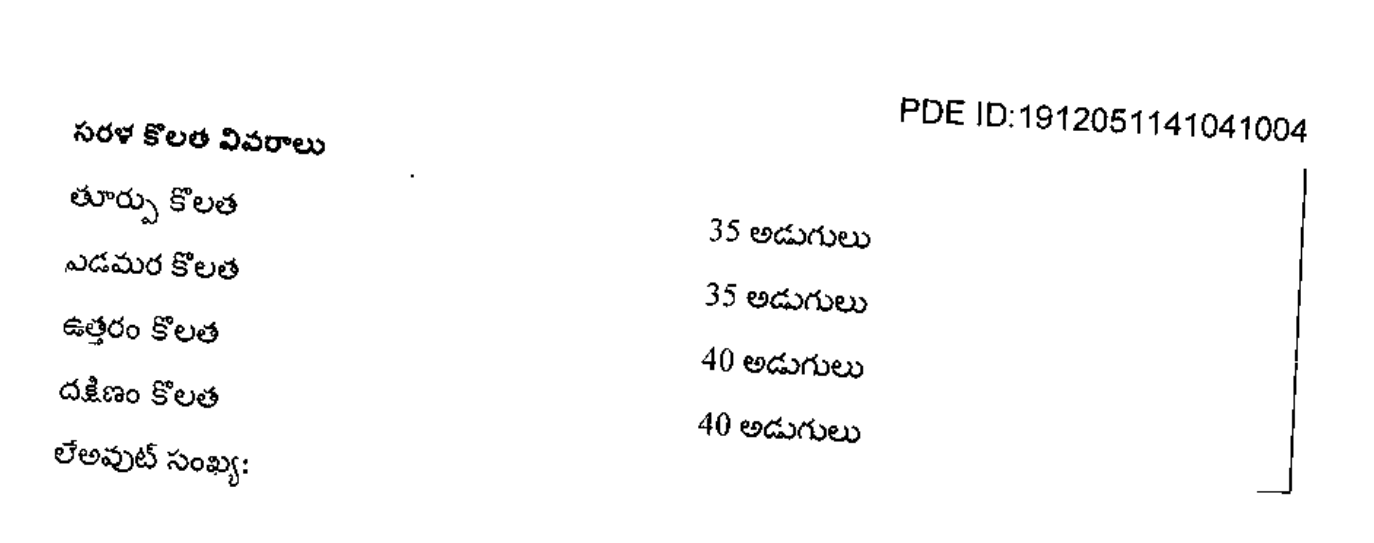 PDE ID:1912051141041004
సరళ కొలత వివరాలు
తూర్పు కొలత 35 అడుగులు
ఎడమర కొలత 35 అడుగులు
ఉత్తరం కొలత 40 అడుగులు
దక్షిణం కొలత 40 అడుగులు
లేఅవుట్ సంఖ్య: